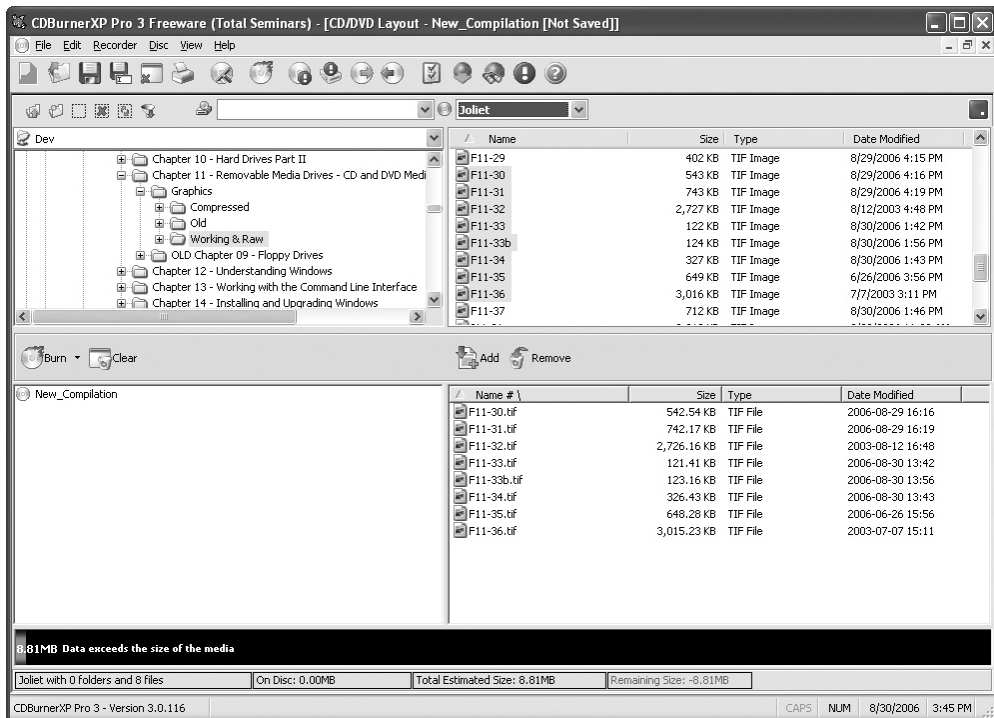 CDBurnerXP Pro 3 Freeware (Total Seminars) - [CD/DVD Layout - New_Compilation [Not Saved]]
File Edit Recorder Disc View Help
Joliet
Dev
Chapter 10 - Hard Drives Part II
Chapter 11 - Removable Media Drives - CD and DVD Medi
Graphics
Compressed
Old
Working & Raw
OLD Chapter 09 - Floppy Drives
Chapter 12 - Understanding Windows
Chapter 13 - Working with the Command Line Interface
Chapter 14 - Installing and Upgrading Windows
Name Size Type Date Modified
F11-29 402 KB TIF Image 8/29/2006 4:15 PM
F11-30 543 KB TIF Image 8/29/2006 4:16 PM
F11-31 743 KB TIF Image 8/29/2006 4:19 PM
F11-32 2,727 KB TIF Image 8/12/2003 4:48 PM
F11-33 122 KB TIF Image 8/30/2006 1:42 PM
F11-33b 124 KB TIF Image 8/30/2006 1:56 PM
F11-34 327 KB TIF Image 8/30/2006 1:43 PM
F11-35 649 KB TIF Image 6/26/2006 3:56 PM
F11-36 3,016 KB TIF Image 7/7/2003 3:11 PM
F11-37 712 KB TIF Image 8/30/2006 1:46 PM
Burn Clear Add Remove
New_Compilation
Name # \ Size Type Date Modified
F11-30.tif 542.54 KB TIF File 2006-08-29 16:16
F11-31.tif 742.17 KB TIF File 2006-08-29 16:19
F11-32.tif 2,726.16 KB TIF File 2003-08-12 16:48
F11-33.tif 121.41 KB TIF File 2006-08-30 13:42
F11-33b.tif 123.16 KB TIF File 2006-08-30 13:56
F11-34.tif 326.43 KB TIF File 2006-08-30 13:43
F11-35.tif 648.28 KB TIF File 2006-06-26 15:56
F11-36.tif 3,015.23 KB TIF File 2003-07-07 15:11
8.81MB Data exceeds the size of the media
Joliet with 0 folders and 8 files On Disc: 0.00MB Total Estimated Size: 8.81MB Remaining Size: -8.81MB
CDBurnerXP Pro 3 - Version 3.0.116 CAPS NUM 8/30/2006 3:45 PM